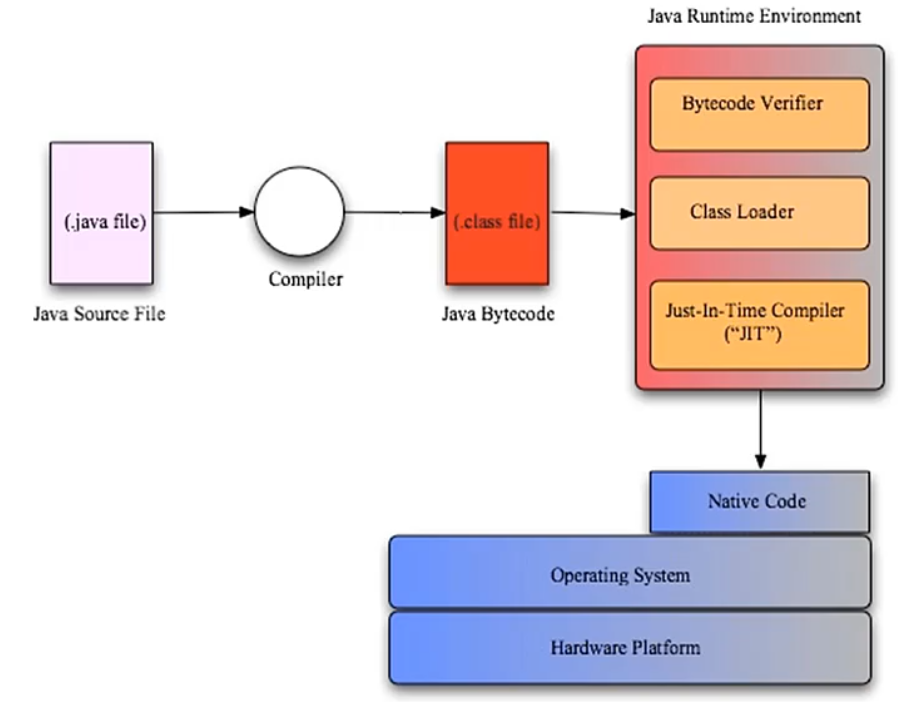 Java Runtime Environment
Bytecode Verifier
(.java file)
(.class file)
Class Loader
Compiler
Java Source File
Java Bytecode
Just-In-Time Compiler
(“JIT”)
Native Code
Operating System
Hardware Platform